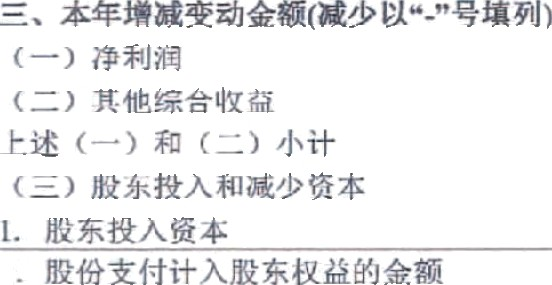 三、本年增减变动金额(减少以“-”号填列)
（一）净利润
（二）其他综合收益
上述（一）和（二）小计
（三）股东投入和减少资本
1. 股东投入资本
. 股份支付计入股东权益的金额